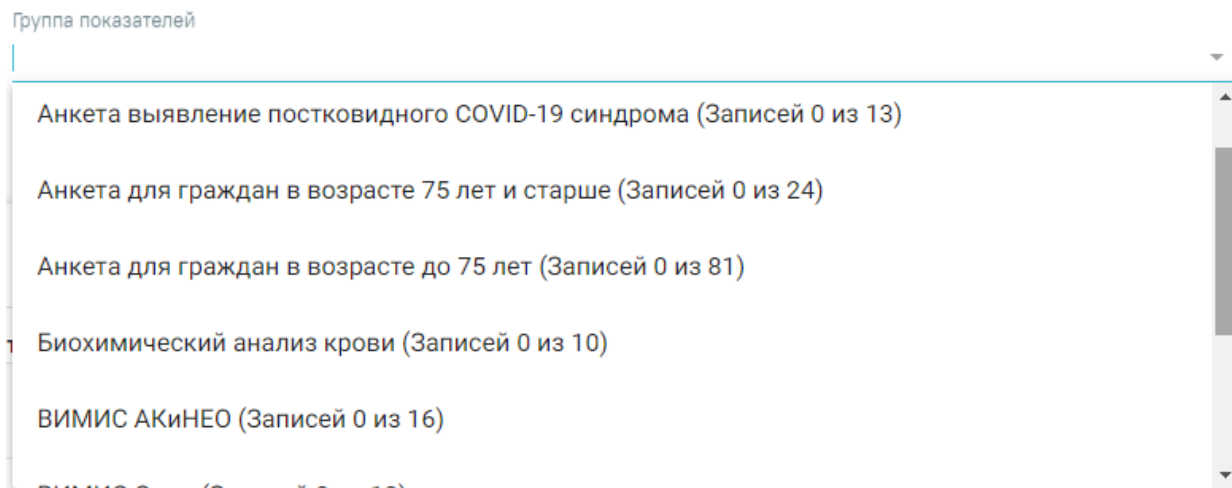 Группа показателей
Анкета выявление постковидного COVID-19 синдрома (Записей 0 из 13)
Анкета для граждан в возрасте 75 лет и старше (Записей 0 из 24)
Анкета для граждан в возрасте до 75 лет (Записей 0 из 81)
Биохимический анализ крови (Записей 0 из 10)
ВИМИС АКиНЕО (Записей 0 из 16)